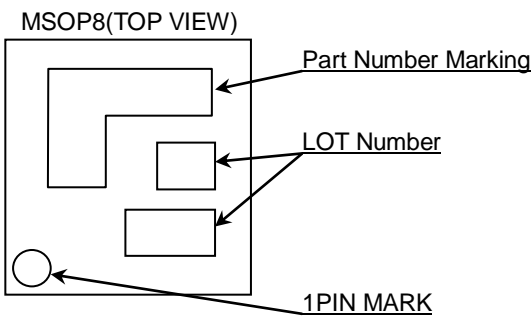 MSOP8(TOP VIEW)
Part Number Marking
LOT Number
1PIN MARK